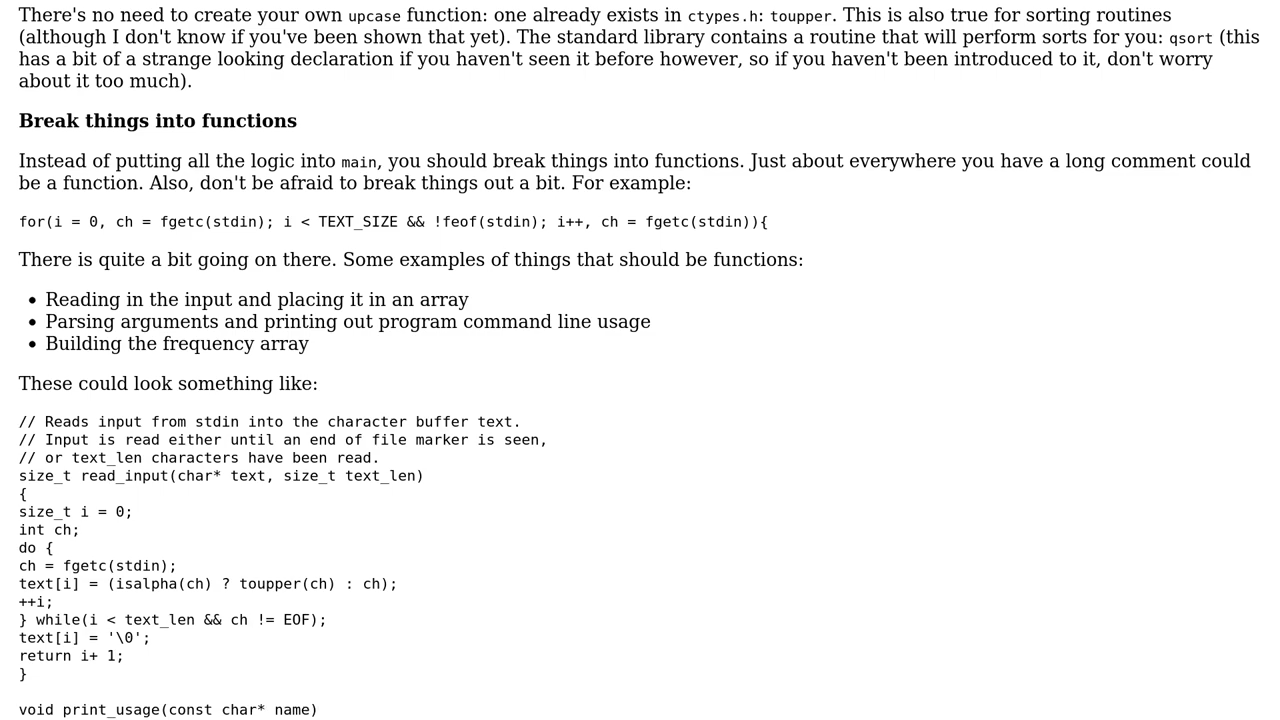 There's no need to create your own upcase function: one already exists in ctypes.h: toupper. This is also true for sorting routines
(although I don't know if you've been shown that yet). The standard library contains a routine that will perform sorts for you: qsort (this
has a bit of a strange looking declaration if you haven't seen it before however, so if you haven't been introduced to it, don't worry
about it too much).
Break things into functions
Instead of putting all the logic into main, you should break things into functions. Just about everywhere you have a long comment could
be a function. Also, don't be afraid to break things out a bit. For example:
for(i = 0, ch = fgetc(stdin); i < TEXT_SIZE && !feof(stdin); i++, ch = fgetc(stdin)){
There is quite a bit going on there. Some examples of things that should be functions:
• Reading in the input and placing it in an array
• Parsing arguments and printing out program command line usage
• Building the frequency array
These could look something like:
// Reads input from stdin into the character buffer text.
// Input is read either until an end of file marker is seen,
// or text_len characters have been read.
size_t read_input(char* text, size_t text_len)
{
size_t i = 0;
int ch;
do {
ch = fgetc(stdin);
text[i] = (isalpha(ch) ? toupper(ch) : ch);
++i;
} while(i < text_len && ch != EOF);
text[i] = '\0';
return i+ 1;
}
void print_usage(const char* name)